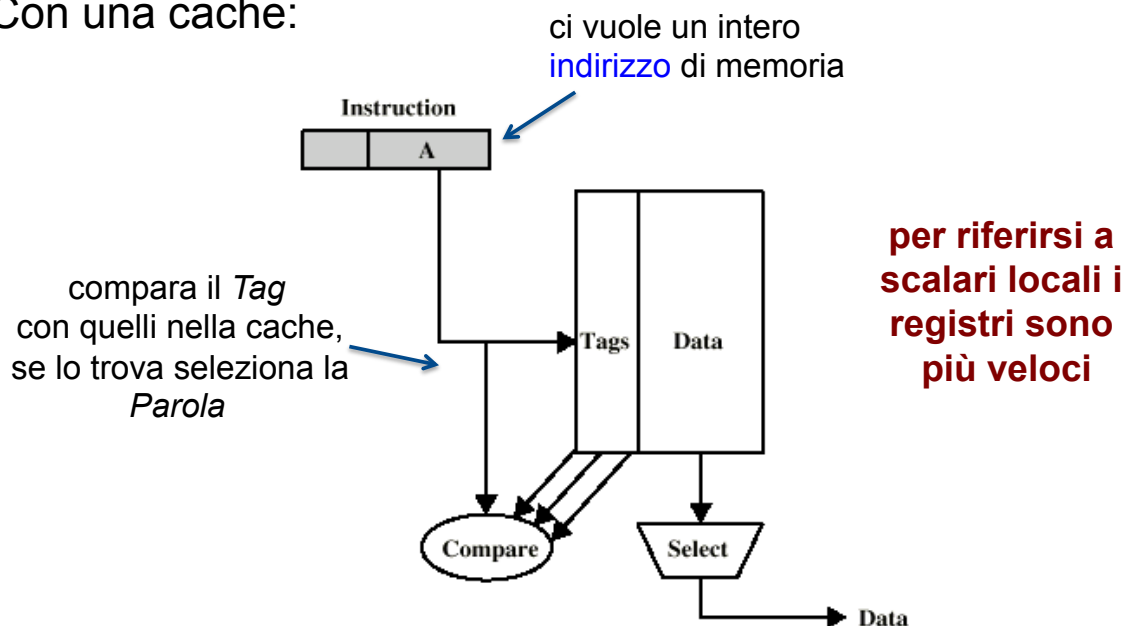 Con una cache:
ci vuole un intero
indirizzo di memoria
Instruction
A
per riferirsi a
scalari locali i
registri sono
più veloci
compara il Tag
con quelli nella cache,
se lo trova seleziona la
Parola
Tags
Data
Compare
Select
Data